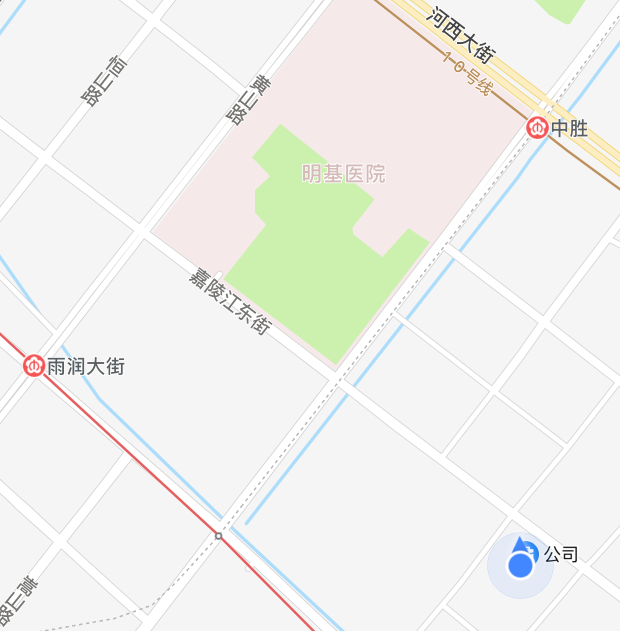 河西大街
10号线
恒山路
黄山路
中胜
明基医院
嘉陵江东街
雨润大街
公司
嵩山路